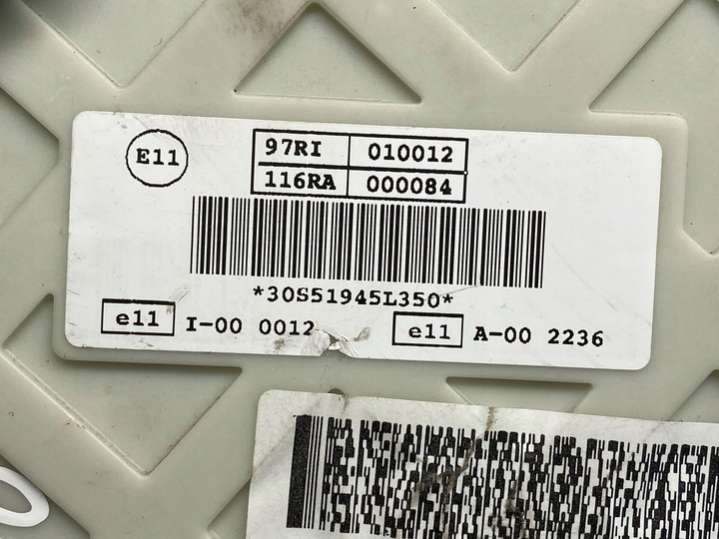 E11
97RI 010012
116RA 000084
*30S51945L350*
e11 I-00 0012 e11 A-00 2236